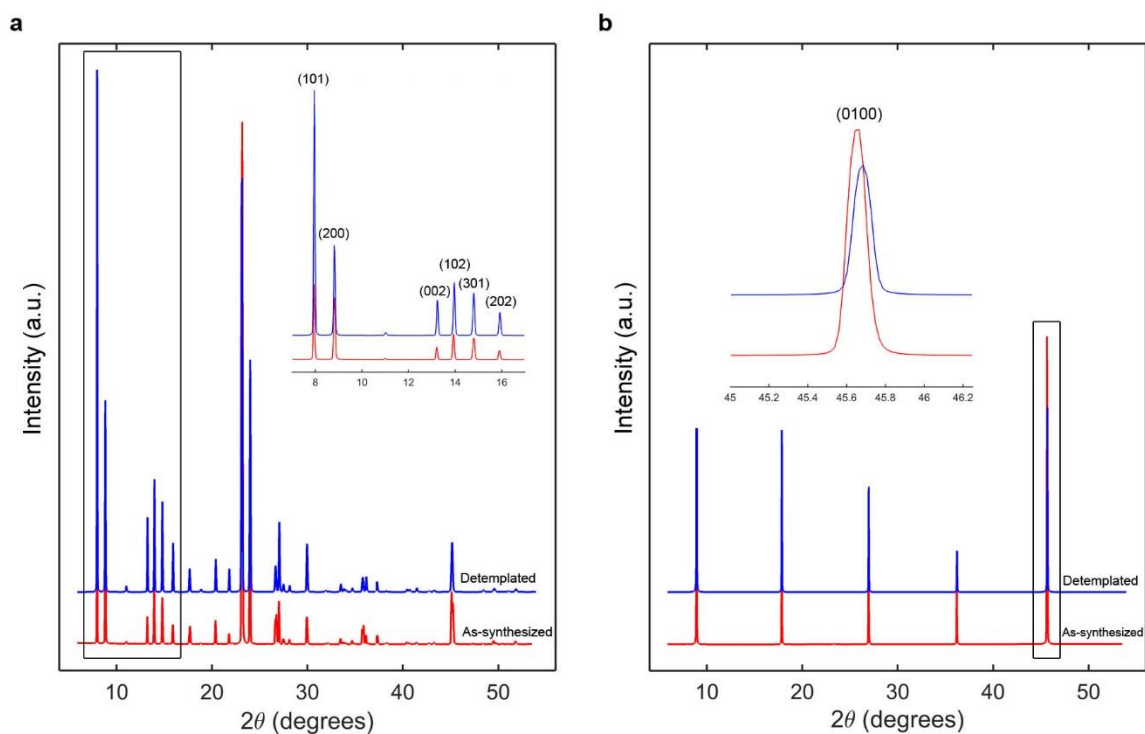 a
(101)
(200)
(002)
(102)
(301)
(202)
8 10 12 14 16
Detemplated
As-synthesized
Intensity (a.u.)
10 20 30 40 50
2θ (degrees)
b
(0100)
45 45.2 45.4 45.6 45.8 46 46.2
Detemplated
As-synthesized
Intensity (a.u.)
10 20 30 40 50
2θ (degrees)